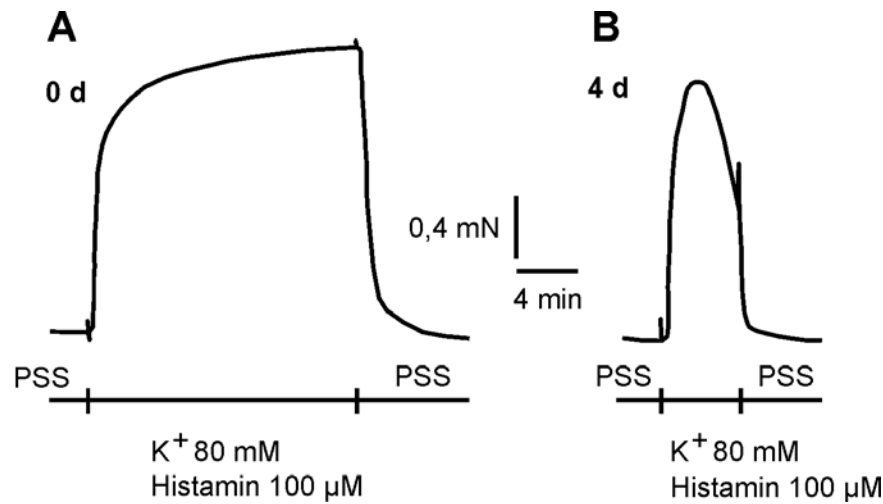 A
B
0 d
4 d
0,4 mN
4 min
PSS
PSS
PSS
PSS
K+ 80 mM
Histamin 100 µM
K+ 80 mM
Histamin 100 µM